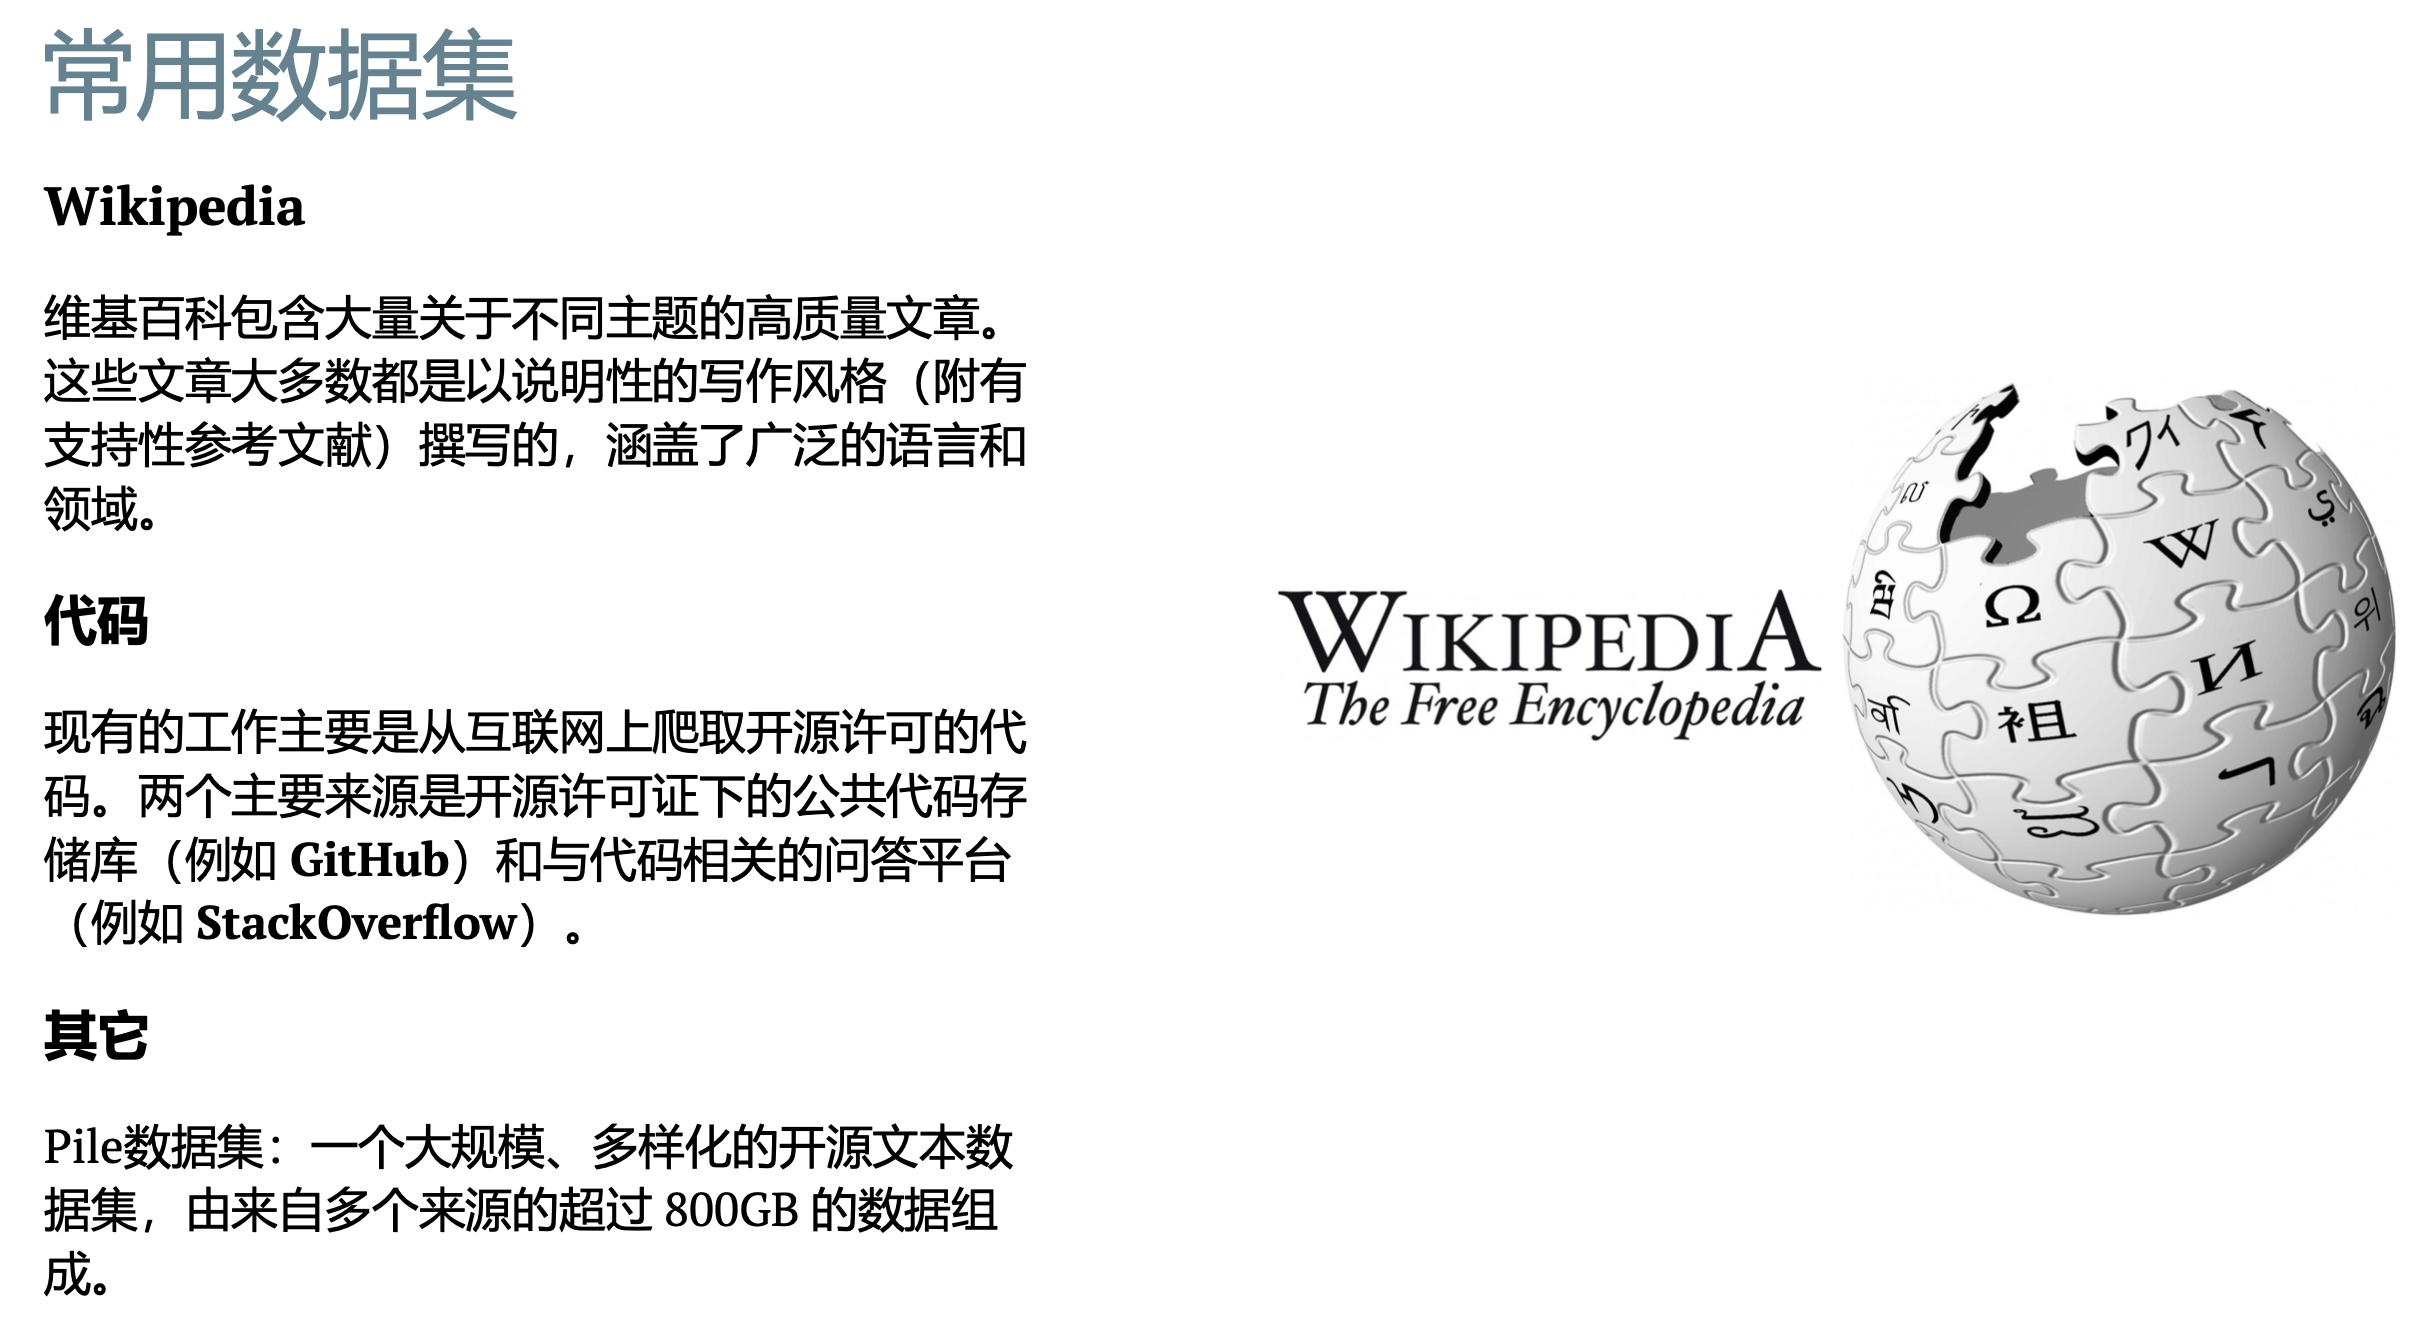 常用数据集
Wikipedia
维基百科包含大量关于不同主题的高质量文章。
这些文章大多数都是以说明性的写作风格（附有
支持性参考文献）撰写的，涵盖了广泛的语言和
领域。
代码
现有的工作主要是从互联网上爬取开源许可的代
码。两个主要来源是开源许可证下的公共代码存
储库（例如 GitHub）和与代码相关的问答平台
（例如 StackOverflow）。
其它
Pile数据集：一个大规模、多样化的开源文本数
据集，由来自多个来源的超过 800GB 的数据组
成。
WIKIPEDIA
The Free Encyclopedia
ワィ
W
Ω
И
위
祖